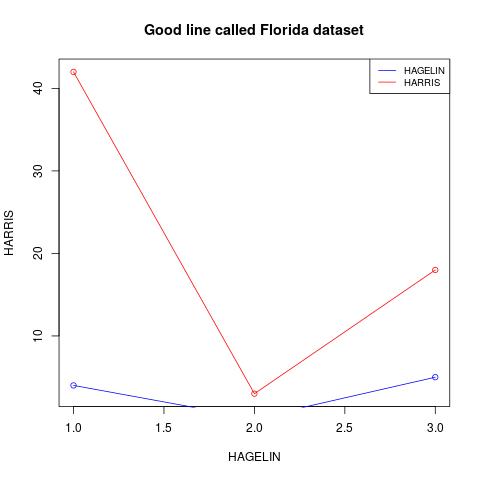 Good line called Florida dataset
HAGELIN
HARRIS
40
30
20
10
HARRIS
1.0 1.5 2.0 2.5 3.0
HAGELIN